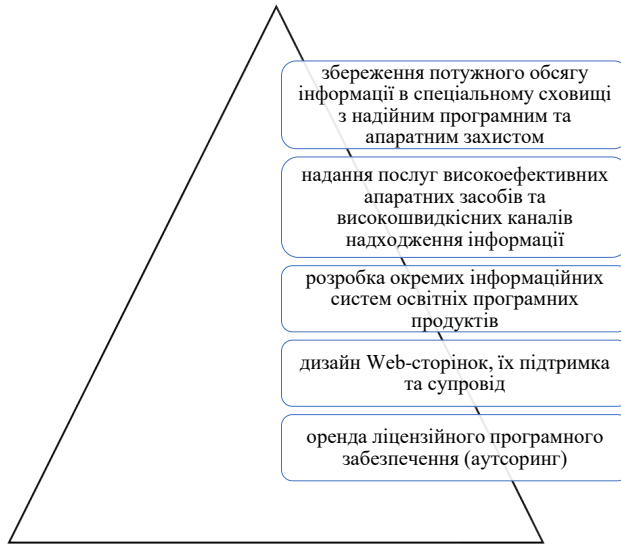 збереження потужного обсягу
інформації в спеціальному сховищі
з надійним програмним та
апаратним захистом
надання послуг високоефективних
апаратних засобів та
високошвидкісних каналів
надходження інформації
розробка окремих інформаційних
систем освітніх програмних
продуктів
дизайн Web-сторінок, їх підтримка
та супровід
оренда ліцензійного програмного
забезпечення (аутсоринг)